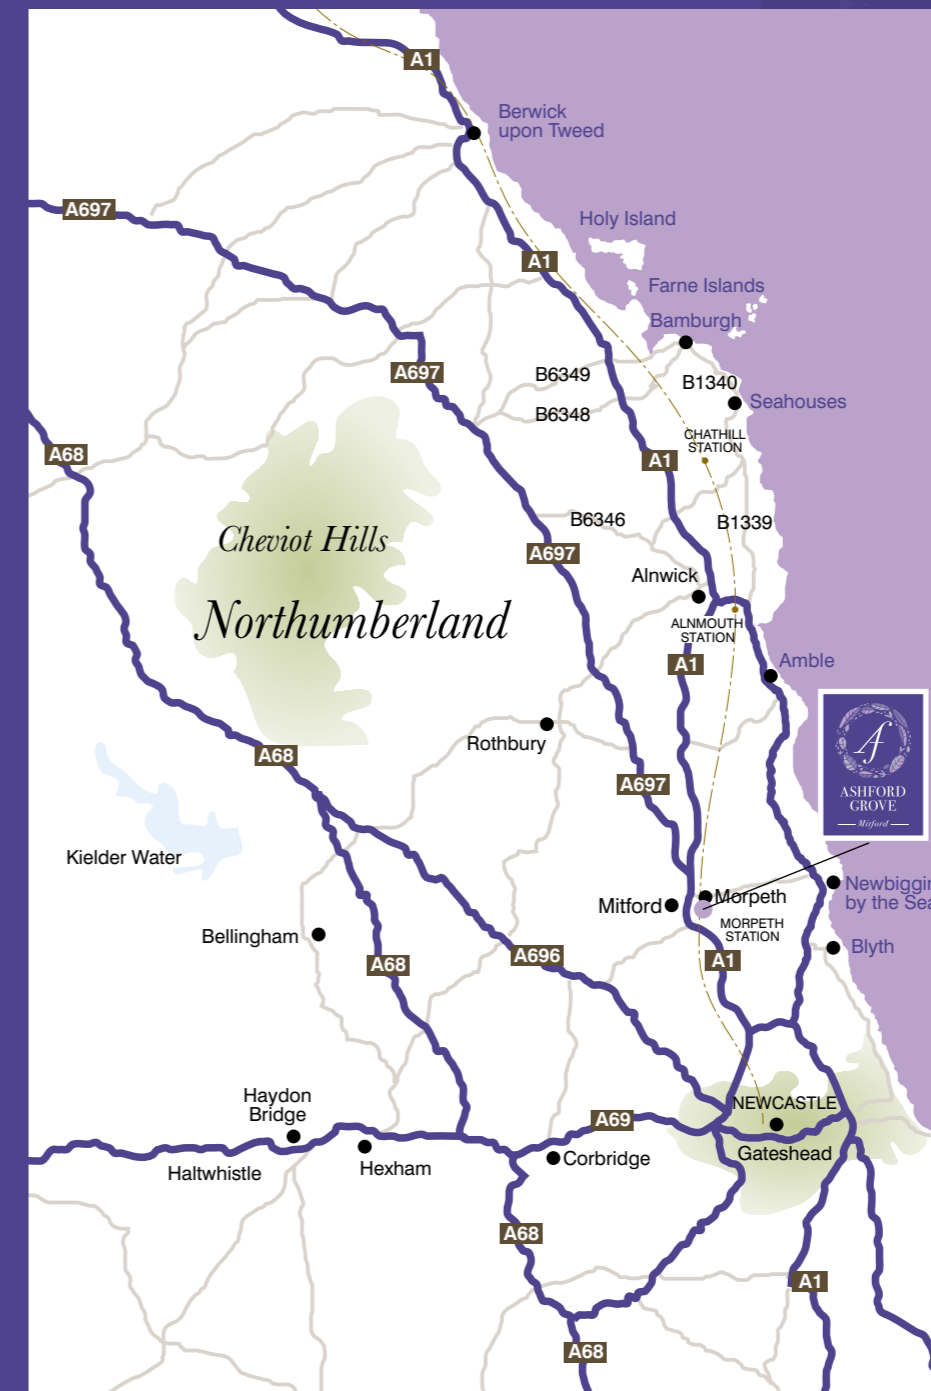 A1
Berwick
upon Tweed
A697
Holy Island
A1
Farne Islands
Bamburgh
A697
B6349
B1340
Seahouses
B6348
CHATHILL
STATION
A68
A1
B6346
B1339
Cheviot Hills
A697
Alnwick
Northumberland
ALNMOUTH
STATION
A1
Amble
Rothbury
A68
A697
Af
ASHFORD
GROVE
Mitford
Kielder Water
Newbiggin
by the Sea
Morpeth
Mitford
MORPETH
STATION
Bellingham
Blyth
A696
A68
A1
Haydon
Bridge
NEWCASTLE
A69
Gateshead
Corbridge
Haltwhistle
Hexham
A68
A1
A68